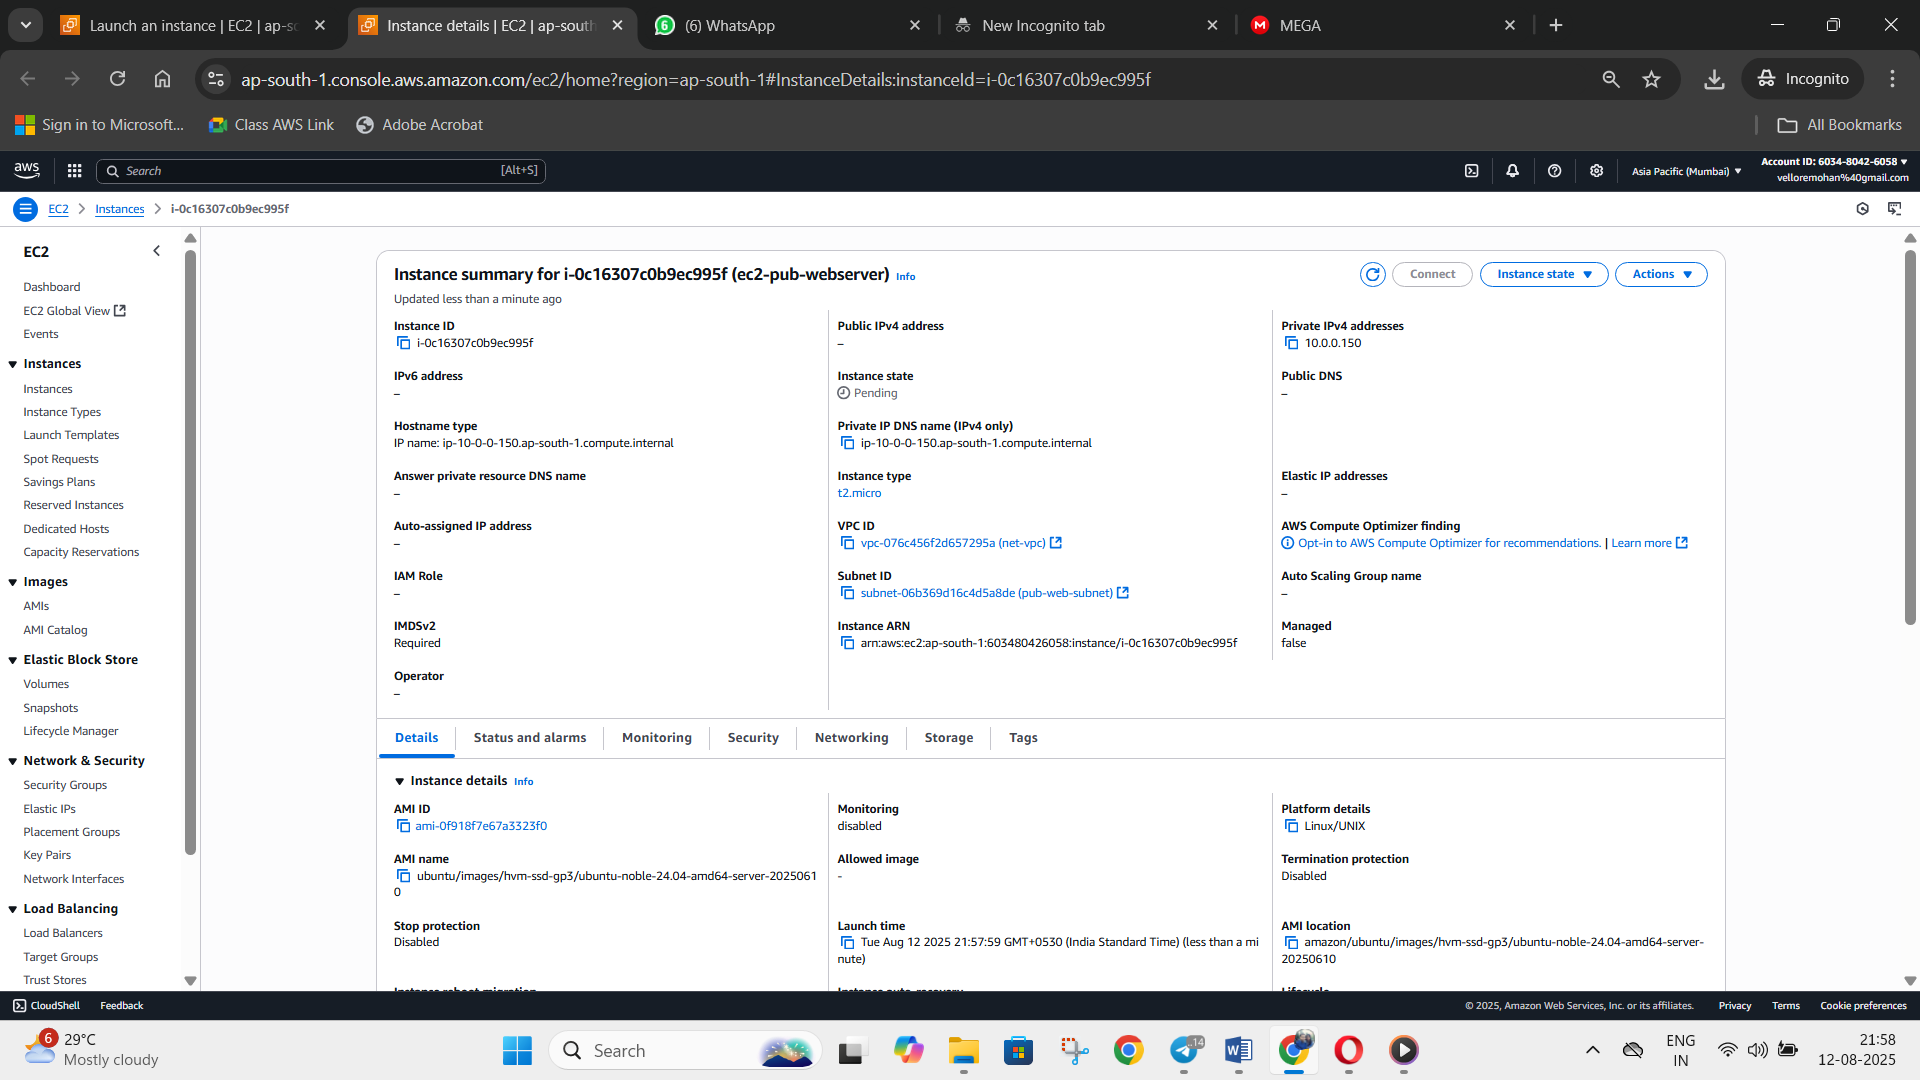 Launch an instance | EC2 | ap-sc
Instance details | EC2 | ap-south
(6) WhatsApp
New Incognito tab
MEGA
ap-south-1.console.aws.amazon.com/ec2/home?region=ap-south-1#InstanceDetails:instanceId=i-0c16307c0b9ec995f
Incognito
Sign in to Microsoft...
Class AWS Link
Adobe Acrobat
All Bookmarks
aws
Search
[Alt+S]
Asia Pacific (Mumbai)
Account ID: 6034-8042-6058
velloremohan%40gmail.com
EC2
Instances
i-0c16307c0b9ec995f
EC2
Dashboard
EC2 Global View
Events
Instances
Instances
Instance Types
Launch Templates
Spot Requests
Savings Plans
Reserved Instances
Dedicated Hosts
Capacity Reservations
Images
AMIs
AMI Catalog
Elastic Block Store
Volumes
Snapshots
Lifecycle Manager
Network & Security
Security Groups
Elastic IPs
Placement Groups
Key Pairs
Network Interfaces
Load Balancing
Load Balancers
Target Groups
Trust Stores
Instance summary for i-0c16307c0b9ec995f (ec2-pub-webserver) Info
Updated less than a minute ago
Connect
Instance state
Actions
Instance ID
i-0c16307c0b9ec995f
Public IPv4 address
–
Private IPv4 addresses
10.0.0.150
IPv6 address
–
Instance state
Pending
Public DNS
–
Hostname type
IP name: ip-10-0-0-150.ap-south-1.compute.internal
Private IP DNS name (IPv4 only)
ip-10-0-0-150.ap-south-1.compute.internal
Answer private resource DNS name
–
Instance type
t2.micro
Elastic IP addresses
–
Auto-assigned IP address
–
VPC ID
vpc-076c456f2d657295a (net-vpc)
AWS Compute Optimizer finding
Opt-in to AWS Compute Optimizer for recommendations. | Learn more
IAM Role
–
Subnet ID
subnet-06b369d16c4d5a8de (pub-web-subnet)
Auto Scaling Group name
–
IMDSv2
Required
Instance ARN
arn:aws:ec2:ap-south-1:603480426058:instance/i-0c16307c0b9ec995f
Managed
false
Operator
–
Details
Status and alarms
Monitoring
Security
Networking
Storage
Tags
Instance details Info
AMI ID
ami-0f918f7e67a3323f0
Monitoring
disabled
Platform details
Linux/UNIX
AMI name
ubuntu/images/hvm-ssd-gp3/ubuntu-noble-24.04-amd64-server-2025061
0
Allowed image
-
Termination protection
Disabled
Stop protection
Disabled
Launch time
Tue Aug 12 2025 21:57:59 GMT+0530 (India Standard Time) (less than a mi
nute)
AMI location
amazon/ubuntu/images/hvm-ssd-gp3/ubuntu-noble-24.04-amd64-server-
20250610
Instance reboot migration
Instance auto-recovery
Lifecycle
CloudShell
Feedback
© 2025, Amazon Web Services, Inc. or its affiliates.
Privacy
Terms
Cookie preferences
6
29°C
Mostly cloudy
Search
14
ENG
IN
21:58
12-08-2025